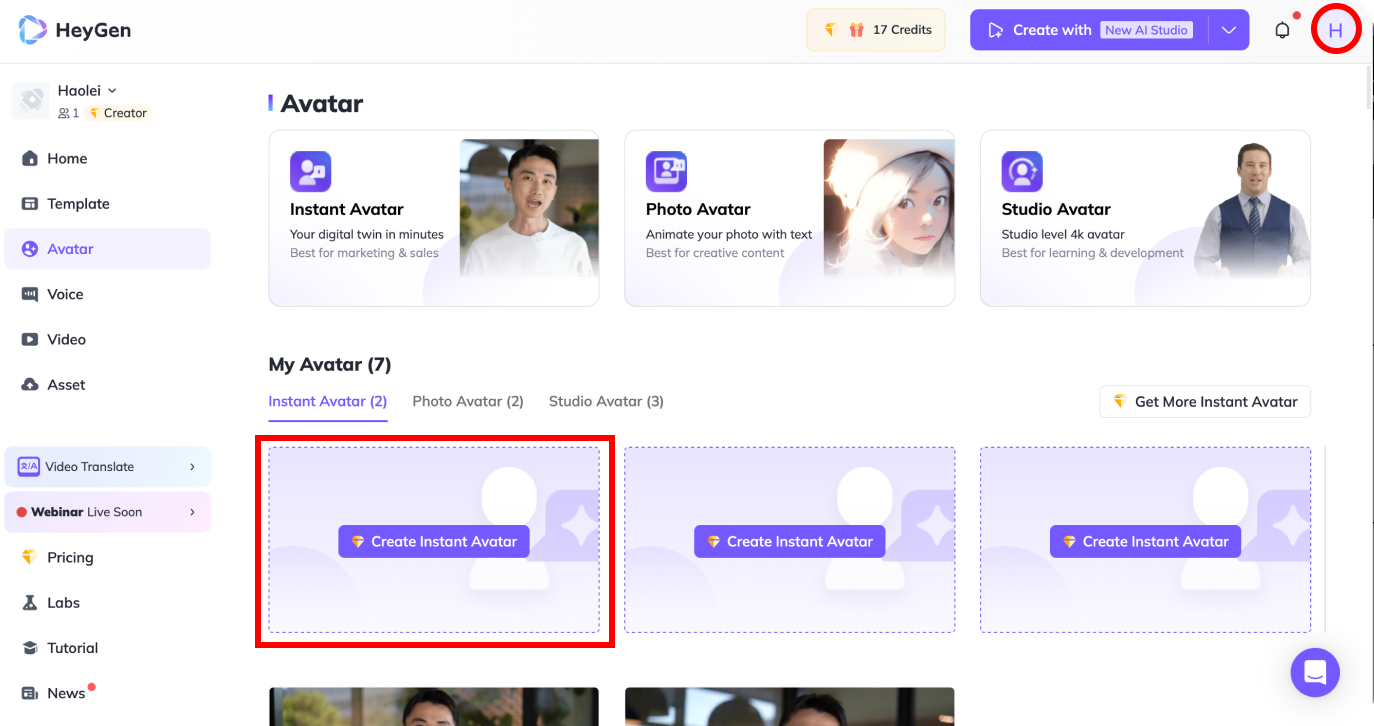 HeyGen
17 Credits
Create with New AI Studio
H
Haolei
1 Creator
Home
Template
Avatar
Voice
Video
Asset
文/A Video Translate
Webinar Live Soon
Pricing
Labs
Tutorial
News
Avatar
Instant Avatar
Your digital twin in minutes
Best for marketing & sales
Photo Avatar
Animate your photo with text
Best for creative content
Studio Avatar
Studio level 4k avatar
Best for learning & development
My Avatar (7)
Instant Avatar (2) Photo Avatar (2) Studio Avatar (3)
Get More Instant Avatar
Create Instant Avatar
Create Instant Avatar
Create Instant Avatar